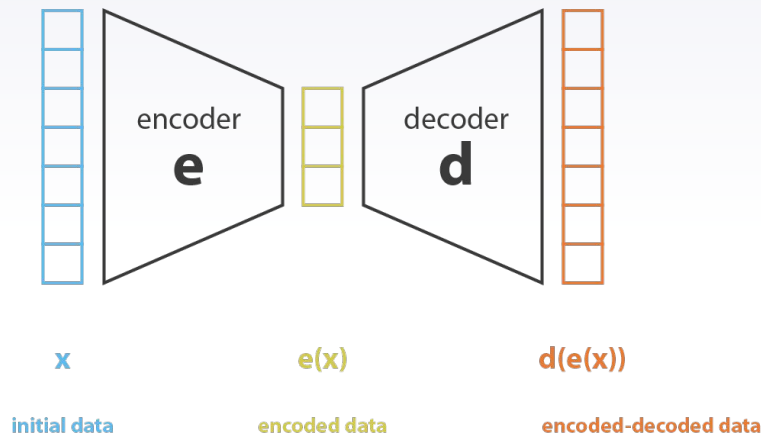 encoder
e
decoder
d
x
e(x)
d(e(x))
initial data
encoded data
encoded-decoded data